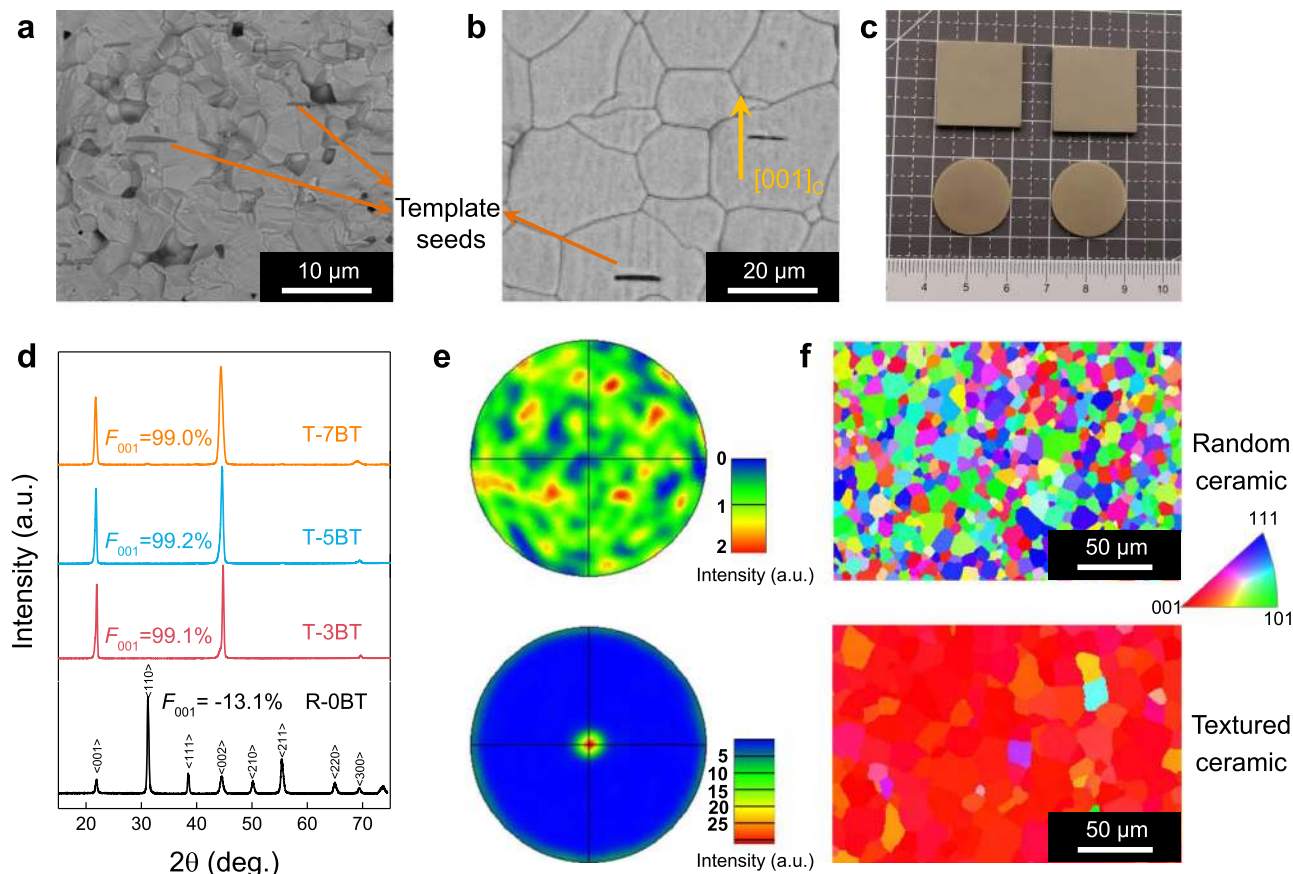 a
b
c
Template
seeds
[001]C
10 µm
20 µm
4 5 6 7 8 9 10
d
e
f
F001=99.0%
T-7BT
F001=99.2%
T-5BT
F001=99.1%
T-3BT
F001= -13.1%
R-0BT
<001>
<110>
<111>
<002>
<210>
<211>
<220>
<300>
Intensity (a.u.)
20 30 40 50 60 70
2θ (deg.)
0
1
2
Intensity (a.u.)
5
10
15
20
25
Intensity (a.u.)
50 µm
Random
ceramic
111
001
101
50 µm
Textured
ceramic